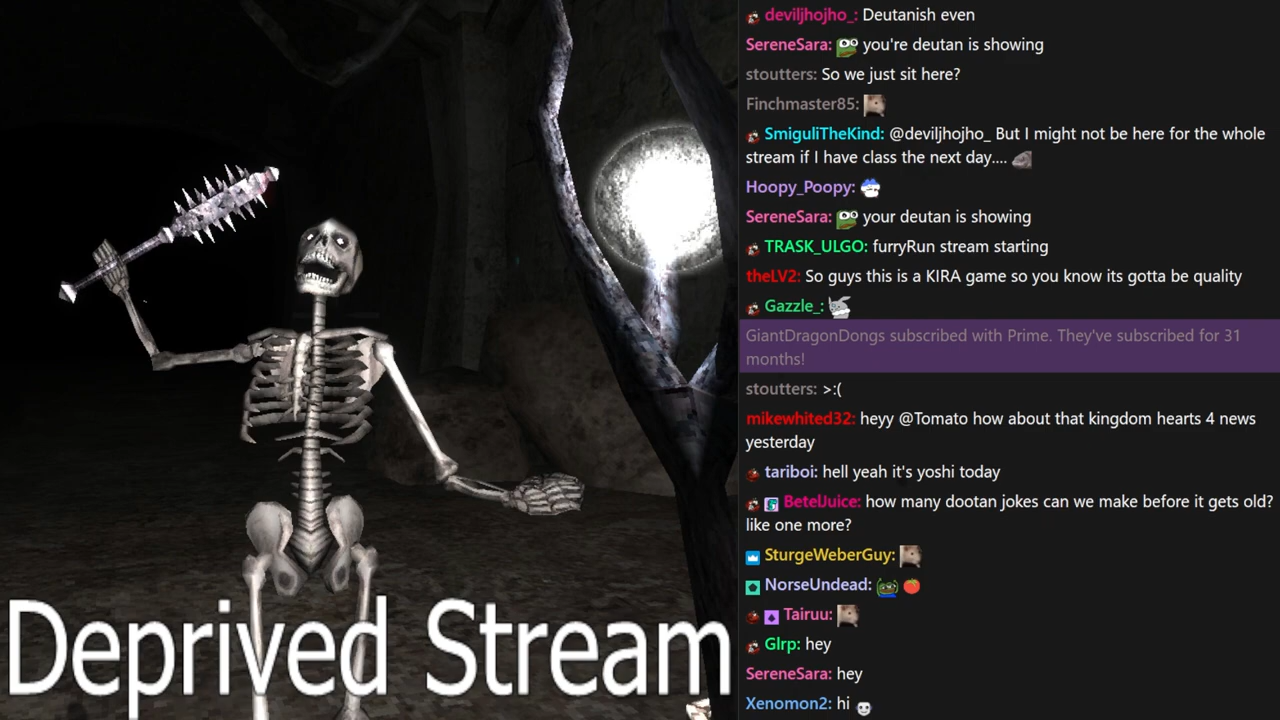 deviljhojho_: Deutanish even
SereneSara: you're deutan is showing
stoutters: So we just sit here?
Finchmaster85:
SmiguliTheKind: @deviljhojho_ But I might not be here for the whole
stream if I have class the next day....
Hoopy_Poopy:
SereneSara: your deutan is showing
TRASK_ULGO: furryRun stream starting
theLV2: So guys this is a KIRA game so you know its gotta be quality
Gazzle_:
GiantDragonDongs subscribed with Prime. They've subscribed for 31
months!
stoutters: >:(
mikewhited32: heyy @Tomato how about that kingdom hearts 4 news
yesterday
tariboi: hell yeah it's yoshi today
BetelJuice: how many dootan jokes can we make before it gets old?
like one more?
SturgeWeberGuy:
NorseUndead:
Tairuu:
Glrp: hey
SereneSara: hey
Xenomon2: hi
Deprived Stream